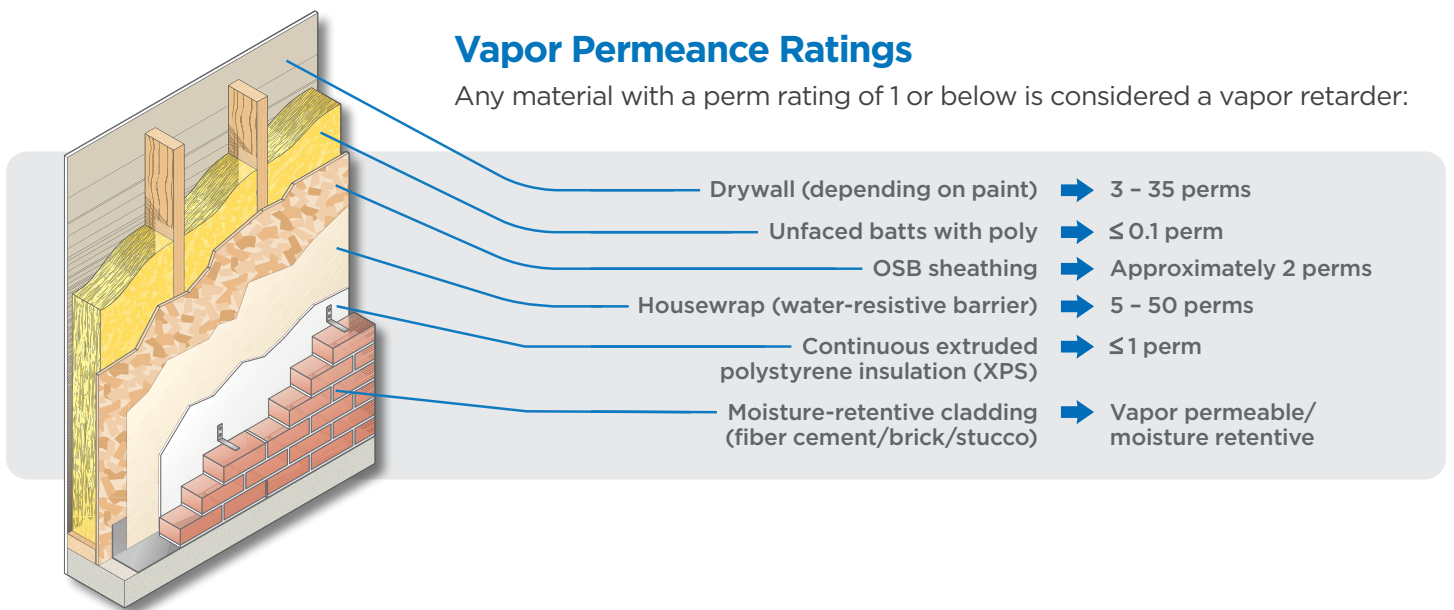 Vapor Permeance Ratings
Any material with a perm rating of 1 or below is considered a vapor retarder:
Drywall (depending on paint) 3 – 35 perms
Unfaced batts with poly ≤ 0.1 perm
OSB sheathing Approximately 2 perms
Housewrap (water-resistive barrier) 5 – 50 perms
Continuous extruded ≤ 1 perm
polystyrene insulation (XPS)
Moisture-retentive cladding Vapor permeable/
(fiber cement/brick/stucco) moisture retentive